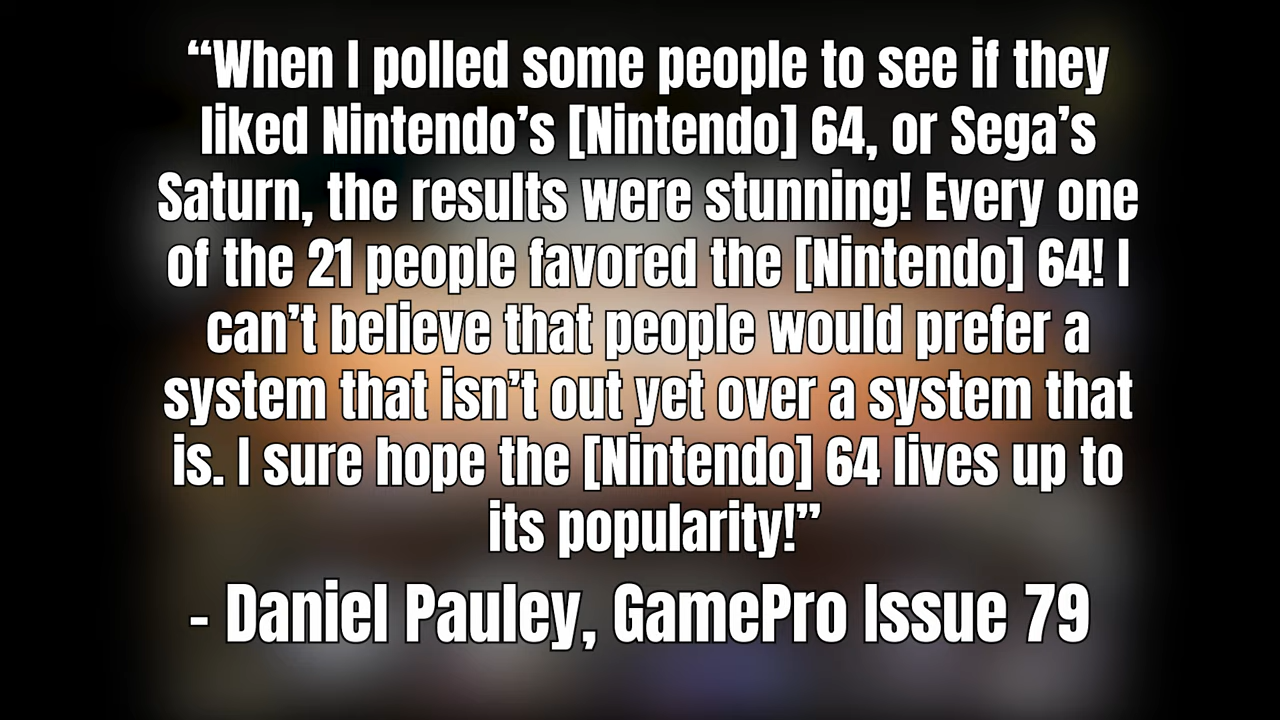 “When I polled some people to see if they
liked Nintendo’s [Nintendo] 64, or Sega’s
Saturn, the results were stunning! Every one
of the 21 people favored the [Nintendo] 64! I
can’t believe that people would prefer a
system that isn’t out yet over a system that
is. I sure hope the [Nintendo] 64 lives up to
its popularity!”
- Daniel Pauley, GamePro Issue 79